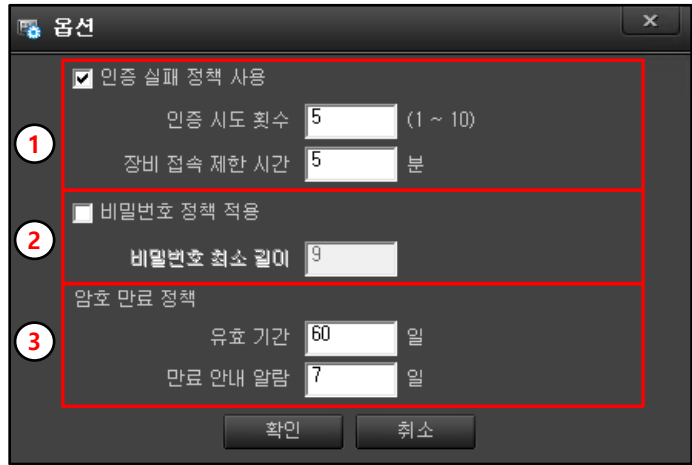 옵션
인증 실패 정책 사용
인증 시도 횟수 5 (1 ~ 10)
1
장비 접속 제한 시간 5 분
비밀번호 정책 적용
2
비밀번호 최소 길이 9
암호 만료 정책
유효 기간 60 일
3
만료 안내 알람 7 일
확인 취소